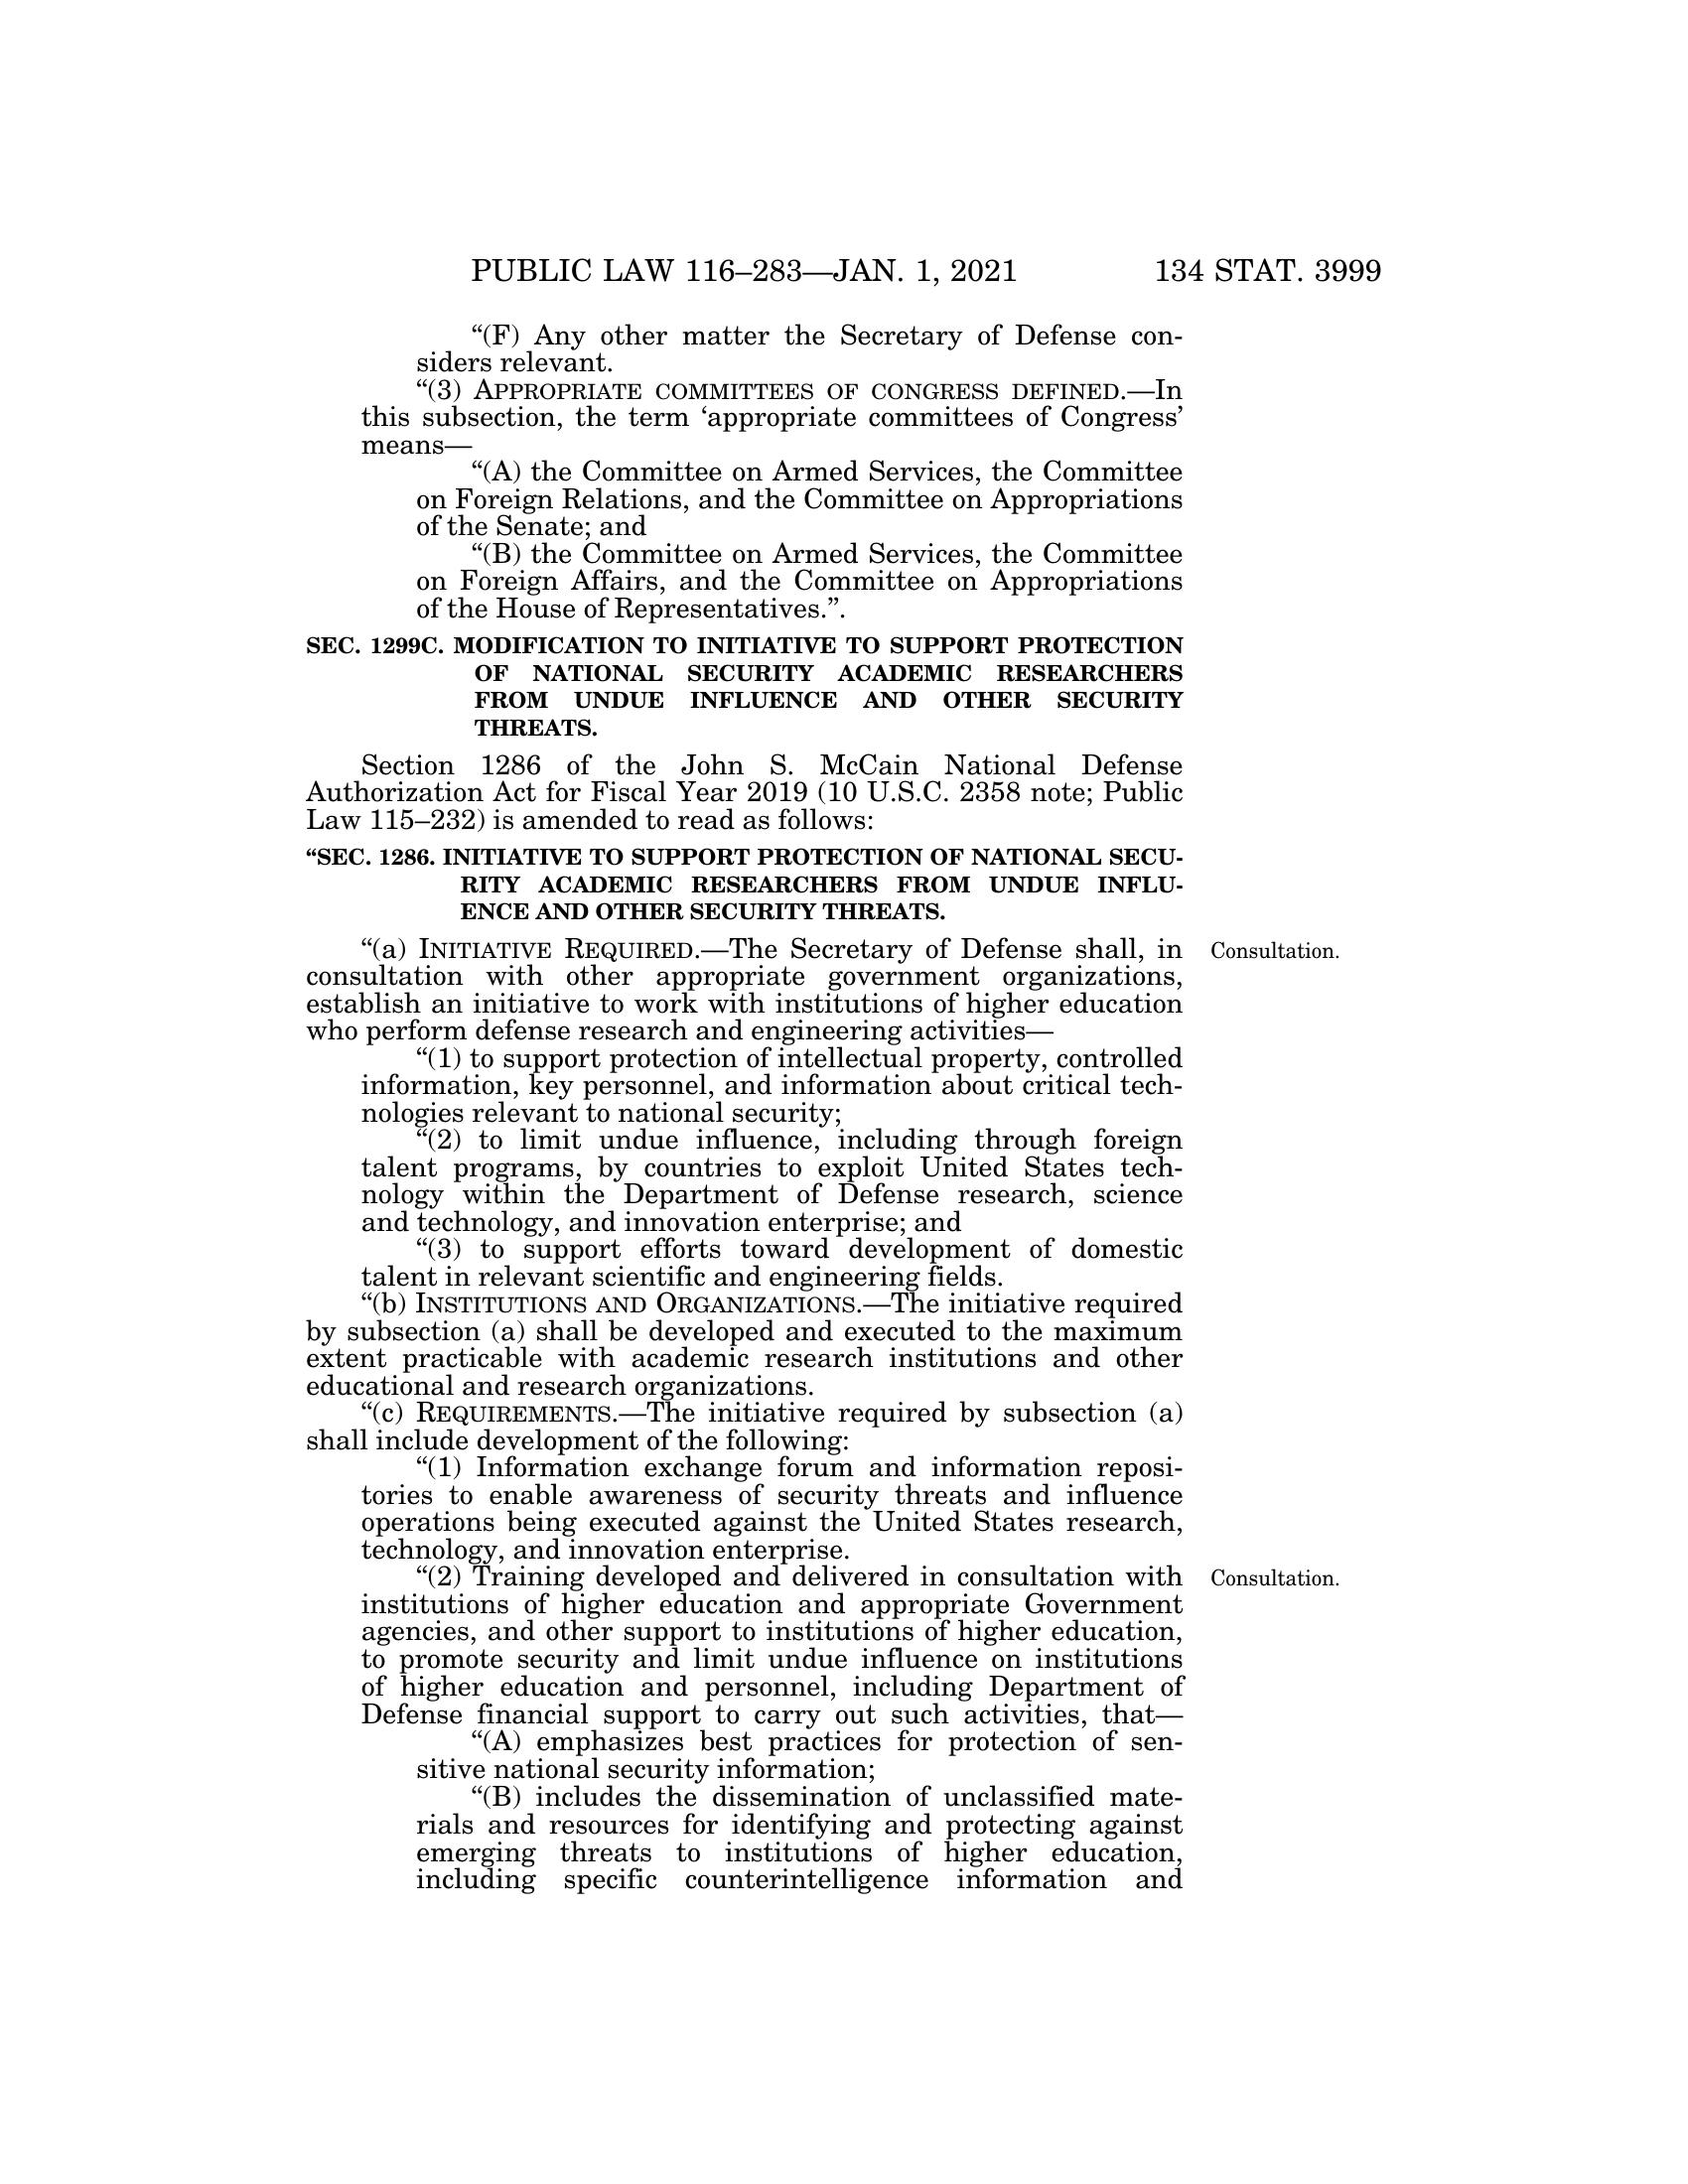 PUBLIC LAW 116–283—JAN. 1, 2021 134 STAT. 3999
“(F) Any other matter the Secretary of Defense con-
siders relevant.
“(3) APPROPRIATE COMMITTEES OF CONGRESS DEFINED.—In
this subsection, the term ‘appropriate committees of Congress’
means—
“(A) the Committee on Armed Services, the Committee
on Foreign Relations, and the Committee on Appropriations
of the Senate; and
“(B) the Committee on Armed Services, the Committee
on Foreign Affairs, and the Committee on Appropriations
of the House of Representatives.”.
SEC. 1299C. MODIFICATION TO INITIATIVE TO SUPPORT PROTECTION
OF NATIONAL SECURITY ACADEMIC RESEARCHERS
FROM UNDUE INFLUENCE AND OTHER SECURITY
THREATS.
Section 1286 of the John S. McCain National Defense
Authorization Act for Fiscal Year 2019 (10 U.S.C. 2358 note; Public
Law 115–232) is amended to read as follows:
“SEC. 1286. INITIATIVE TO SUPPORT PROTECTION OF NATIONAL SECU-
RITY ACADEMIC RESEARCHERS FROM UNDUE INFLU-
ENCE AND OTHER SECURITY THREATS.
“(a) INITIATIVE REQUIRED.—The Secretary of Defense shall, in
consultation with other appropriate government organizations,
establish an initiative to work with institutions of higher education
who perform defense research and engineering activities—
“(1) to support protection of intellectual property, controlled
information, key personnel, and information about critical tech-
nologies relevant to national security;
“(2) to limit undue influence, including through foreign
talent programs, by countries to exploit United States tech-
nology within the Department of Defense research, science
and technology, and innovation enterprise; and
“(3) to support efforts toward development of domestic
talent in relevant scientific and engineering fields.
“(b) INSTITUTIONS AND ORGANIZATIONS.—The initiative required
by subsection (a) shall be developed and executed to the maximum
extent practicable with academic research institutions and other
educational and research organizations.
“(c) REQUIREMENTS.—The initiative required by subsection (a)
shall include development of the following:
“(1) Information exchange forum and information reposi-
tories to enable awareness of security threats and influence
operations being executed against the United States research,
technology, and innovation enterprise.
“(2) Training developed and delivered in consultation with
institutions of higher education and appropriate Government
agencies, and other support to institutions of higher education,
to promote security and limit undue influence on institutions
of higher education and personnel, including Department of
Defense financial support to carry out such activities, that—
“(A) emphasizes best practices for protection of sen-
sitive national security information;
“(B) includes the dissemination of unclassified mate-
rials and resources for identifying and protecting against
emerging threats to institutions of higher education,
including specific counterintelligence information and
Consultation.
Consultation.